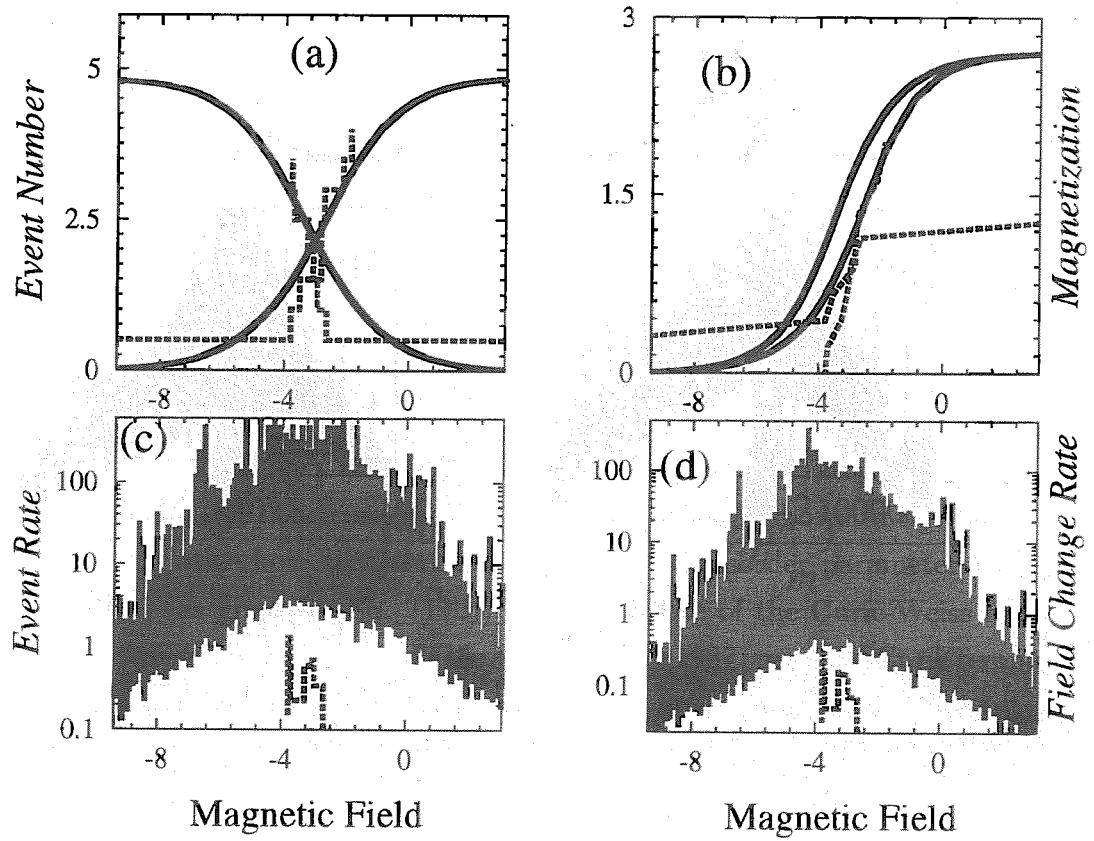 (a)
5
2.5
0
-8
-4
0
Event Number
(b)
3
1.5
0
-8
-4
0
Magnetization
(c)
100
10
1
0.1
-8
-4
0
Event Rate
Magnetic Field
(d)
100
10
1
0.1
-8
-4
0
Field Change Rate
Magnetic Field